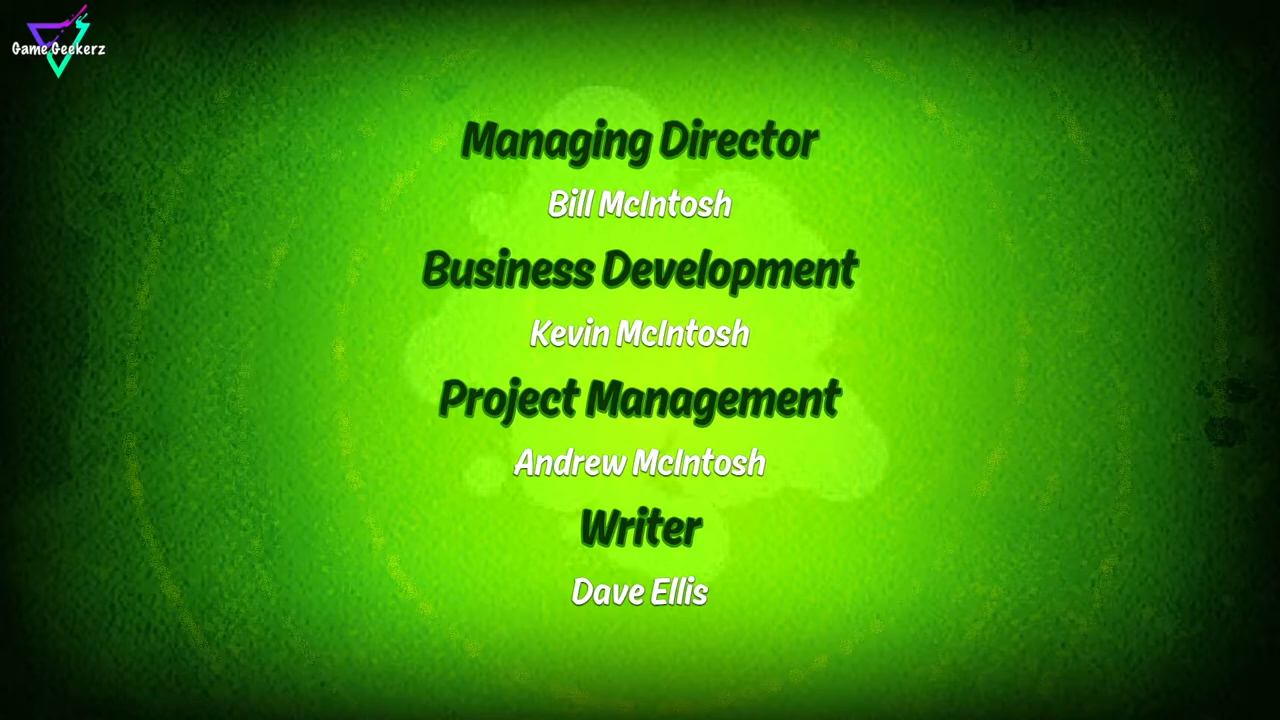 Game Geekerz
Managing Director
Bill McIntosh
Business Development
Kevin McIntosh
Project Management
Andrew McIntosh
Writer
Dave Ellis